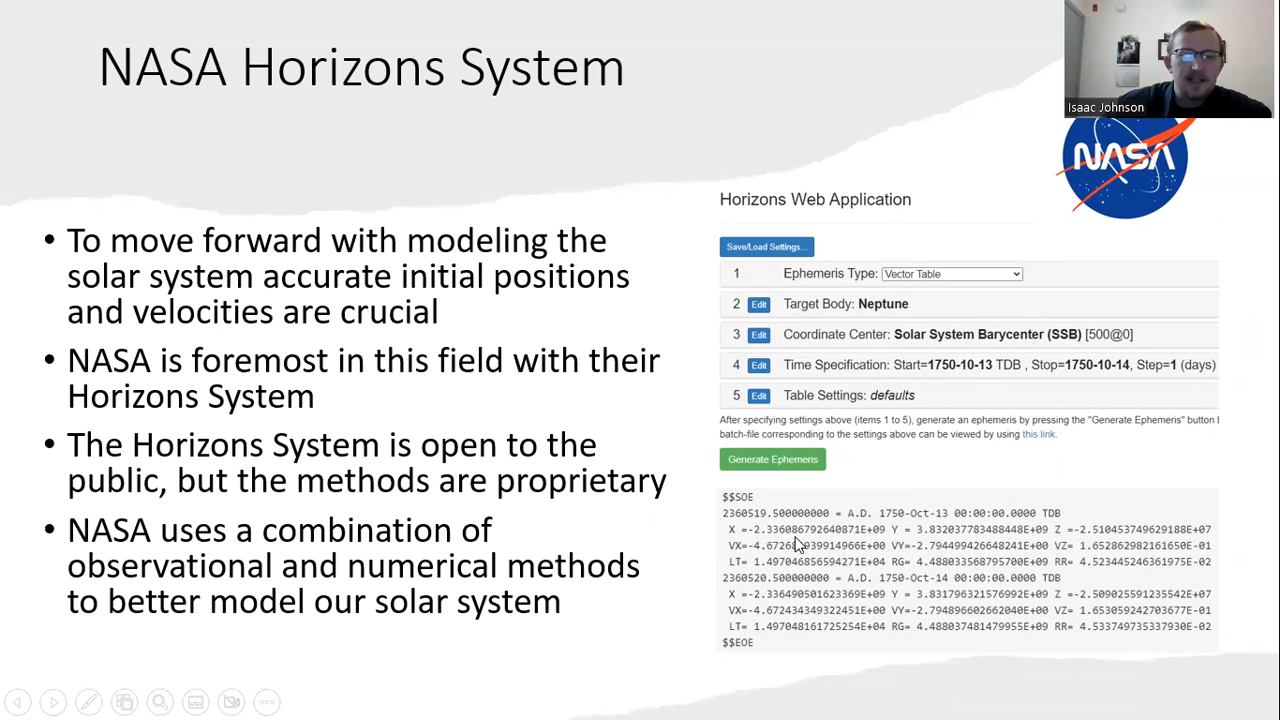 NASA Horizons System
Isaac Johnson
NASA
• To move forward with modeling the
solar system accurate initial positions
and velocities are crucial
• NASA is foremost in this field with their
Horizons System
• The Horizons System is open to the
public, but the methods are proprietary
• NASA uses a combination of
observational and numerical methods
to better model our solar system
Horizons Web Application
Save/Load Settings...
1 Ephemeris Type: Vector Table
2 Edit Target Body: Neptune
3 Edit Coordinate Center: Solar System Barycenter (SSB) [500@0]
4 Edit Time Specification: Start=1750-10-13 TDB , Stop=1750-10-14, Step=1 (days)
5 Edit Table Settings: defaults
After specifying settings above (items 1 to 5), generate an ephemeris by pressing the "Generate Ephemeris" button
batch-file corresponding to the settings above can be viewed by using this link.
Generate Ephemeris
$$SOE
2360519.500000000 = A.D. 1750-Oct-13 00:00:00.0000 TDB
X =-2.336086792640871E+09 Y = 3.832037783488448E+09 Z =-2.510453749629188E+07
VY=-2.794499426648241E+00 VZ= 1.652862982161650E-01
LT= 1.497046856594271E+04 RG= 4.488033568795700E+09 RR= 4.523445246361975E-02
2360520.500000000 = A.D. 1750-Oct-14 00:00:00.0000 TDB
X =-2.336490501623369E+09 Y = 3.831796321576992E+09 Z =-2.509025591235542E+07
VX=-4.672434349322451E+00 VY=-2.794896602662040E+00 VZ= 1.653059242703677E-01
LT= 1.497048161725254E+04 RG= 4.488037481479955E+09 RR= 4.533749735337930E-02
$$EOE